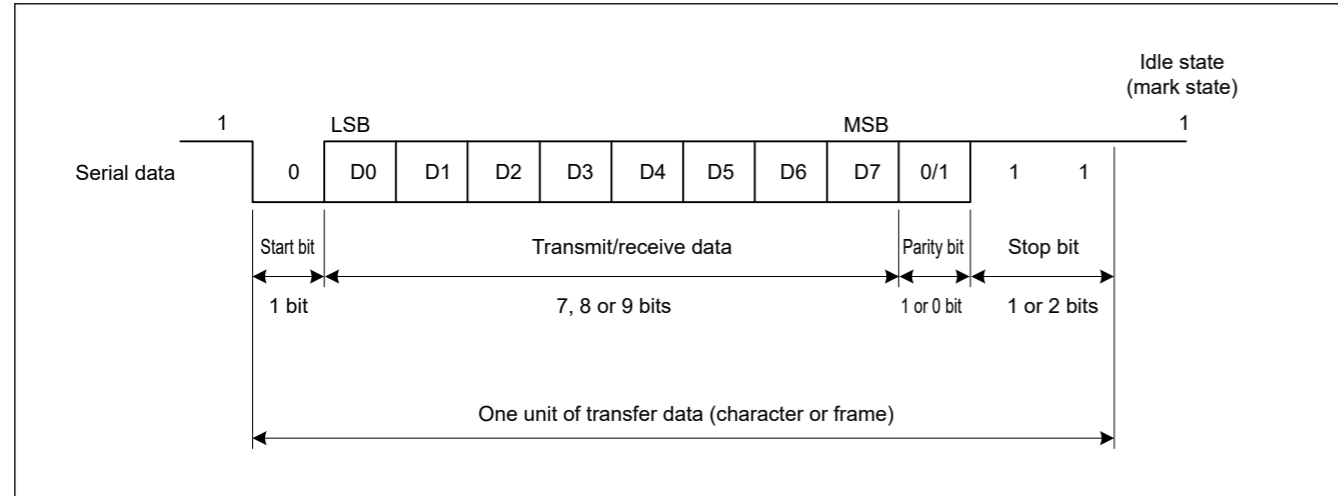 Idle state
(mark state)
1 LSB MSB 1
Serial data 0 D0 D1 D2 D3 D4 D5 D6 D7 0/1 1 1
Start bit Transmit/receive data Parity bit Stop bit
1 bit 7, 8 or 9 bits 1 or 0 bit 1 or 2 bits
One unit of transfer data (character or frame)